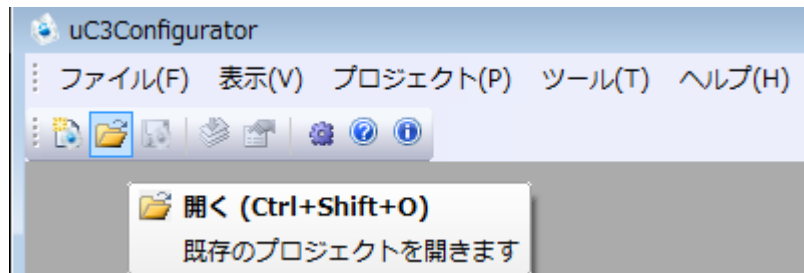 uC3Configurator
ファイル(F) 表示(V) プロジェクト(P) ツール(T) ヘルプ(H)
開く (Ctrl+Shift+O)
既存のプロジェクトを開きます